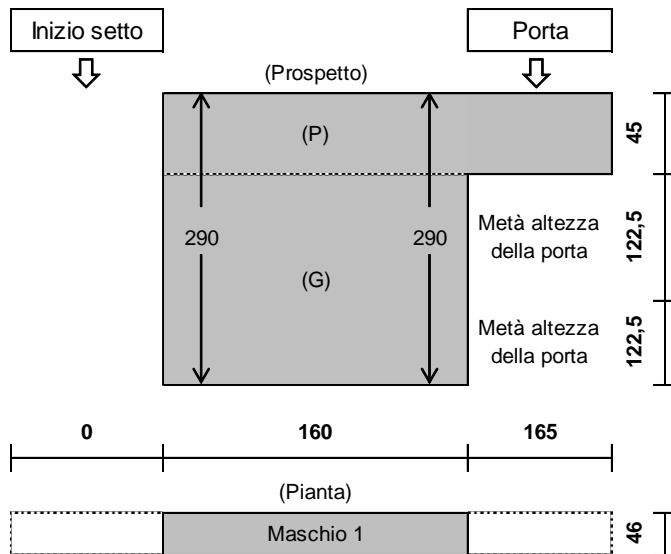 Inizio setto
Porta
(Prospetto)
(P)
45
290
290
Metà altezza
della porta
122,5
(G)
Metà altezza
della porta
122,5
0
160
165
(Pianta)
Maschio 1
46